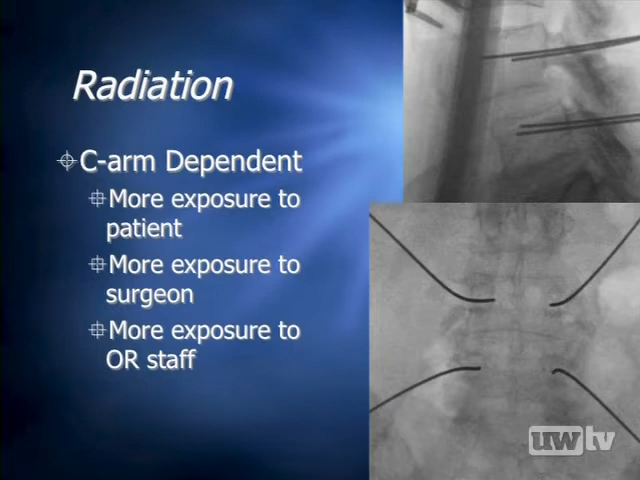 Radiation
C-arm Dependent
More exposure to
patient
More exposure to
surgeon
More exposure to
OR staff
uwtv